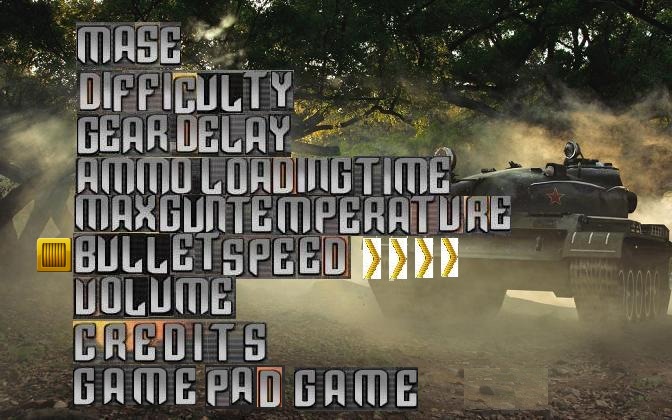 MASE
DIFFICULTY
GEAR DELAY
AMMO LOADINGTIME
MAXGUNTEMPERATURE
BULLETSPEED
VOLUME
CREDITS
GAME PAD GAME